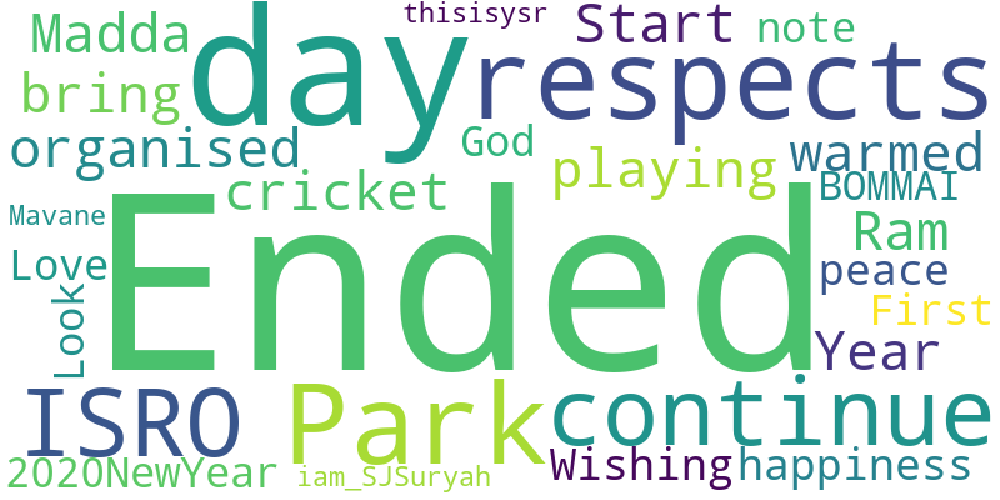 thisisysr
Madda day respects Start note
bring
organised God playing warmed
cricket BOMMAI
Mavane Ended Ram
Love peace
Look First
Year
ISRO Park continue
2020NewYear iam_SJSuryah Wishing happiness